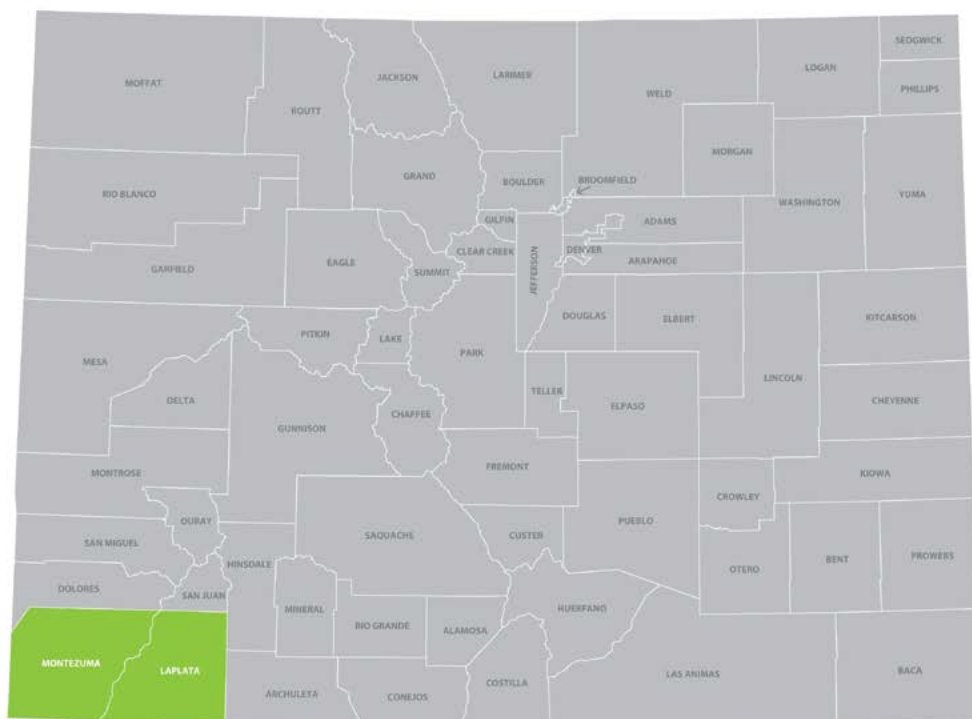 SEDGWICK
LOGAN
JACKSON
LARIMER
MOFFAT
PHILLIPS
WELD
ROUTT
MORGAN
GRAND
BOULDER
BROOMFIELD
RIO BLANCO
YUMA
WASHINGTON
GILPIN
ADAMS
CLEAR CREEK
DENVER
JEFFERSON
ARAPAHOE
EAGLE
GARFIELD
SUMMIT
DOUGLAS
ELBERT
KITCARSON
PITKIN
LAKE
PARK
MESA
LINCOLN
TELLER
ELPASO
DELTA
CHEYENNE
CHAFFEE
GUNNISON
FREMONT
MONTROSE
KIOWA
CROWLEY
OURAY
PUEBLO
SAQUACHE
CUSTER
SAN MIGUEL
HINSDALE
BENT
PROWERS
OTERO
DOLORES
SAN JUAN
MINERAL
HUERFANO
RIO GRANDE
ALAMOSA
MONTEZUMA
LAPLATA
LAS ANIMAS
BACA
COSTILLA
ARCHULETA
CONEJOS